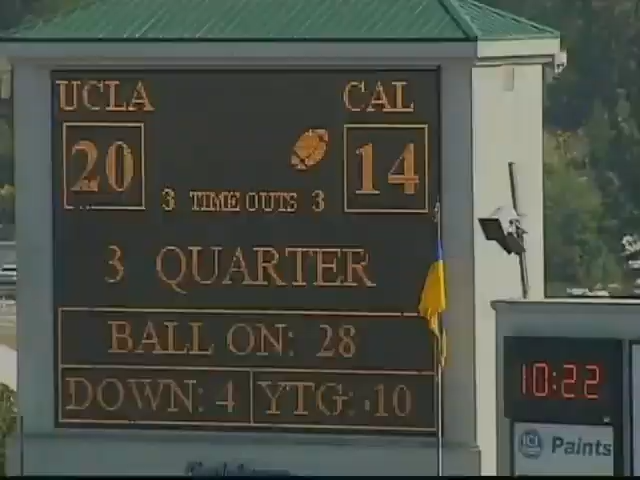 UCLA CAL
20 14
3 TIME OUTS 3
3 QUARTER
BALL ON: 28
DOWN: 4 YTG: 10
10:22
ICI Paints